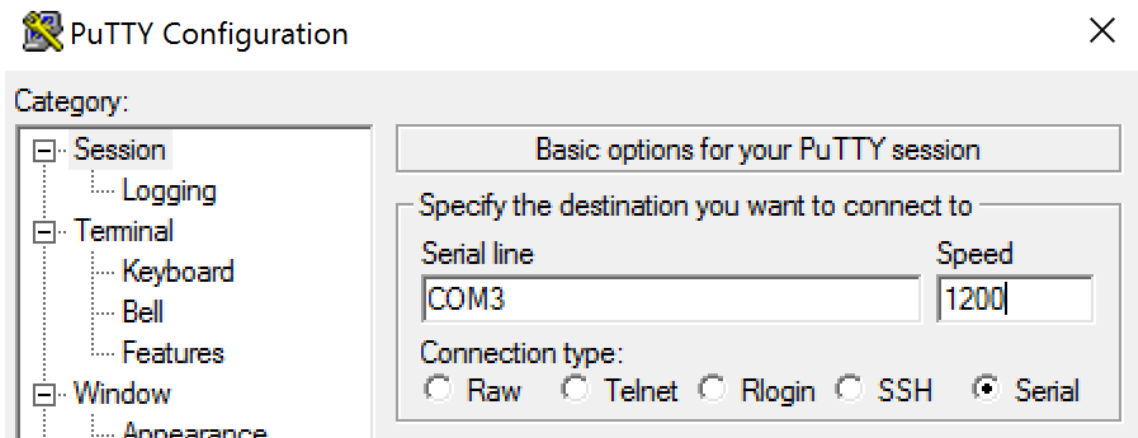 PuTTY Configuration
Category:
Session
Logging
Terminal
Keyboard
Bell
Features
Window
Appearance
Basic options for your PuTTY session
Specify the destination you want to connect to
Serial line Speed
COM3 1200
Connection type:
Raw Telnet Rlogin SSH Serial